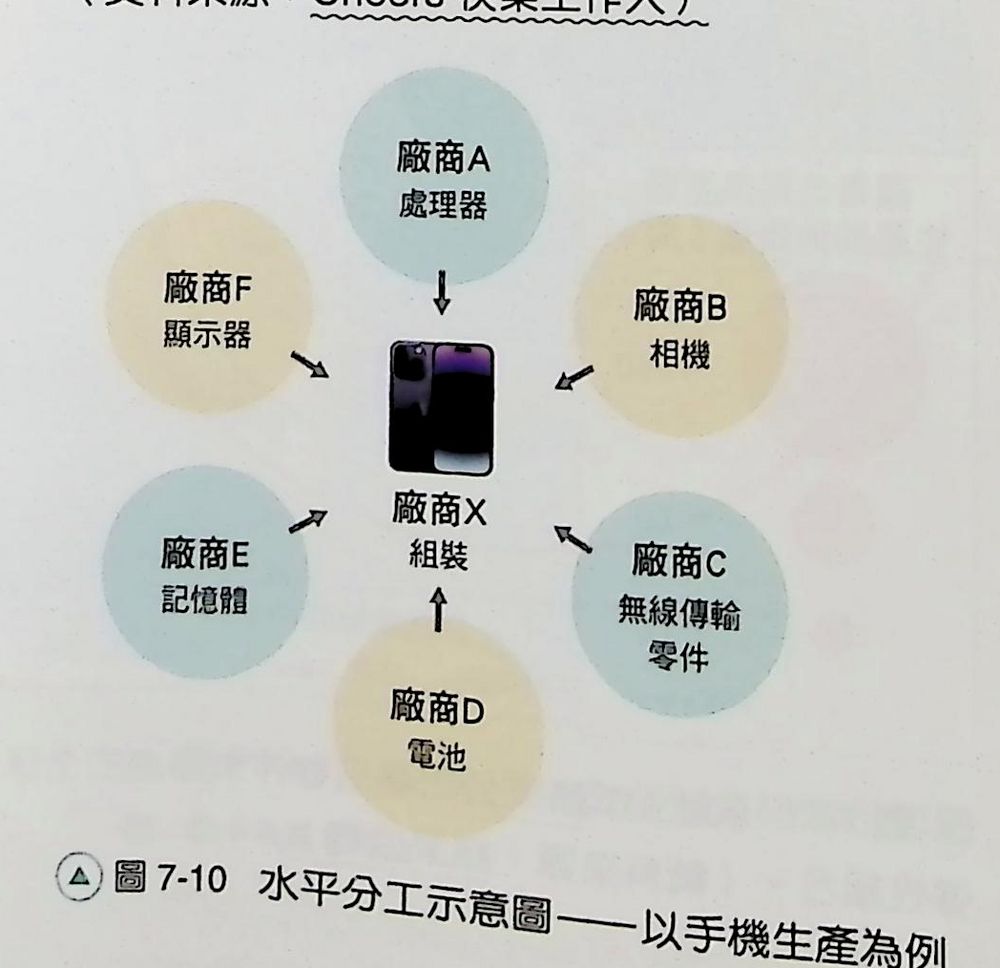 廠商A
處理器
廠商F
顯示器
廠商B
相機
廠商X
組裝
廠商E
記憶體
廠商C
無線傳輸
零件
廠商D
電池
圖 7-10 水平分工示意圖——以手機生產為例